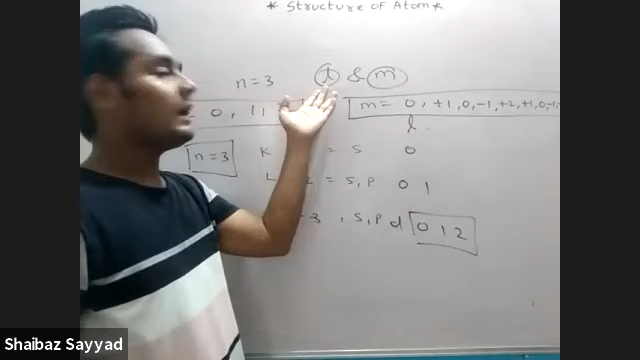 * Structure of Atom *
n=3 l & m
0, 1, m= 0, +1, 0, -1, +2, +1, 0, -1,
l
n=3 K = S 0
L 2 = S, P 0 1
3, S, P d 0 1 2
Shaibaz Sayyad